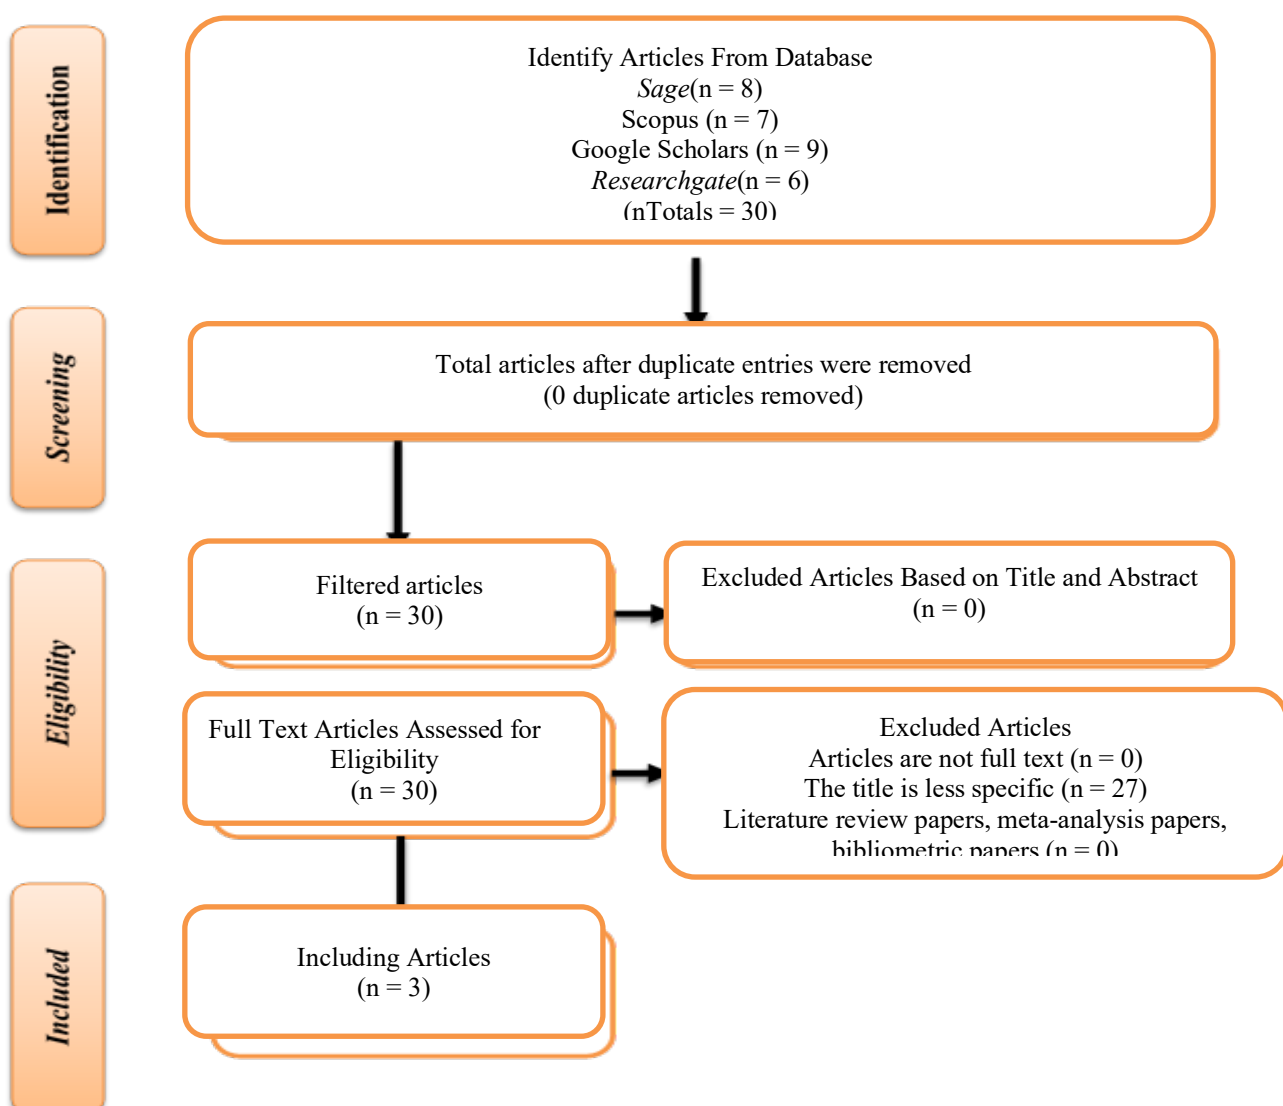 Identification
Identify Articles From Database
Sage(n = 8)
Scopus (n = 7)
Google Scholars (n = 9)
Researchgate(n = 6)
(nTotals = 30)
Screening
Total articles after duplicate entries were removed
(0 duplicate articles removed)
Eligibility
Filtered articles
(n = 30)
Excluded Articles Based on Title and Abstract
(n = 0)
Full Text Articles Assessed for
Eligibility
(n = 30)
Excluded Articles
Articles are not full text (n = 0)
The title is less specific (n = 27)
Literature review papers, meta-analysis papers,
bibliometric papers (n = 0)
Included
Including Articles
(n = 3)